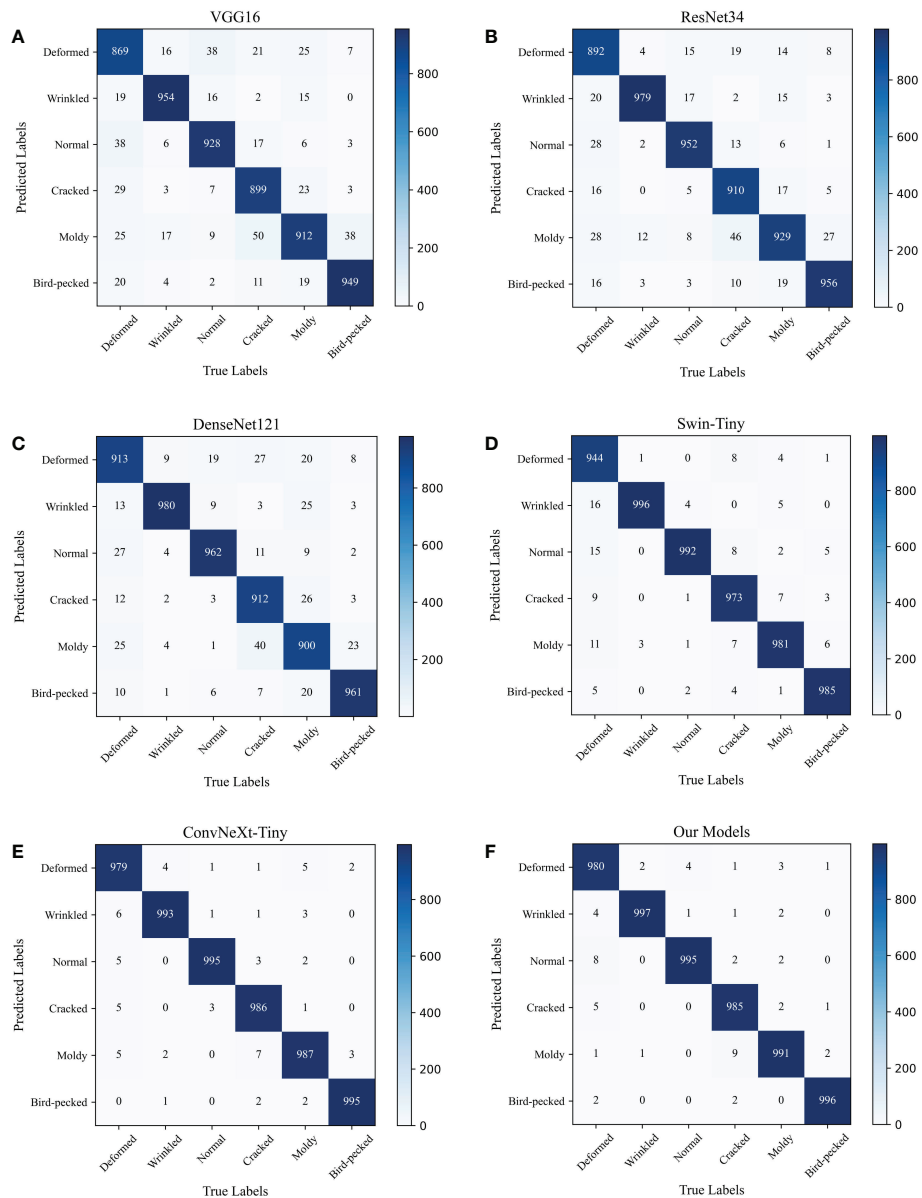 A
VGG16
Predicted Labels
Deformed 869 16 38 21 25 7
Wrinkled 19 954 16 2 15 0
Normal 38 6 928 17 6 3
Cracked 29 3 7 899 23 3
Moldy 25 17 9 50 912 38
Bird-pecked 20 4 2 11 19 949
Deformed Wrinkled Normal Cracked Moldy Bird-pecked
True Labels
800
600
400
200
0
B
ResNet34
Predicted Labels
Deformed 892 4 15 19 14 8
Wrinkled 20 979 17 2 15 3
Normal 28 2 952 13 6 1
Cracked 16 0 5 910 17 5
Moldy 28 12 8 46 929 27
Bird-pecked 16 3 3 10 19 956
Deformed Wrinkled Normal Cracked Moldy Bird-pecked
True Labels
800
600
400
200
0
C
DenseNet121
Predicted Labels
Deformed 913 9 19 27 20 8
Wrinkled 13 980 9 3 25 3
Normal 27 4 962 11 9 2
Cracked 12 2 3 912 26 3
Moldy 25 4 1 40 900 23
Bird-pecked 10 1 6 7 20 961
Deformed Wrinkled Normal Cracked Moldy Bird-pecked
True Labels
800
600
400
200
D
Swin-Tiny
Predicted Labels
Deformed 944 1 0 8 4 1
Wrinkled 16 996 4 0 5 0
Normal 15 0 992 8 2 5
Cracked 9 0 1 973 7 3
Moldy 11 3 1 7 981 6
Bird-pecked 5 0 2 4 1 985
Deformed Wrinkled Normal Cracked Moldy Bird-pecked
True Labels
800
600
400
200
0
E
ConvNeXt-Tiny
Predicted Labels
Deformed 979 4 1 1 5 2
Wrinkled 6 993 1 1 3 0
Normal 5 0 995 3 2 0
Cracked 5 0 3 986 1 0
Moldy 5 2 0 7 987 3
Bird-pecked 0 1 0 2 2 995
Deformed Wrinkled Normal Cracked Moldy Bird-pecked
True Labels
800
600
400
200
0
F
Our Models
Predicted Labels
Deformed 980 2 4 1 3 1
Wrinkled 4 997 1 1 2 0
Normal 8 0 995 2 2 0
Cracked 5 0 0 985 2 1
Moldy 1 1 0 9 991 2
Bird-pecked 2 0 0 2 0 996
Deformed Wrinkled Normal Cracked Moldy Bird-pecked
True Labels
800
600
400
200
0